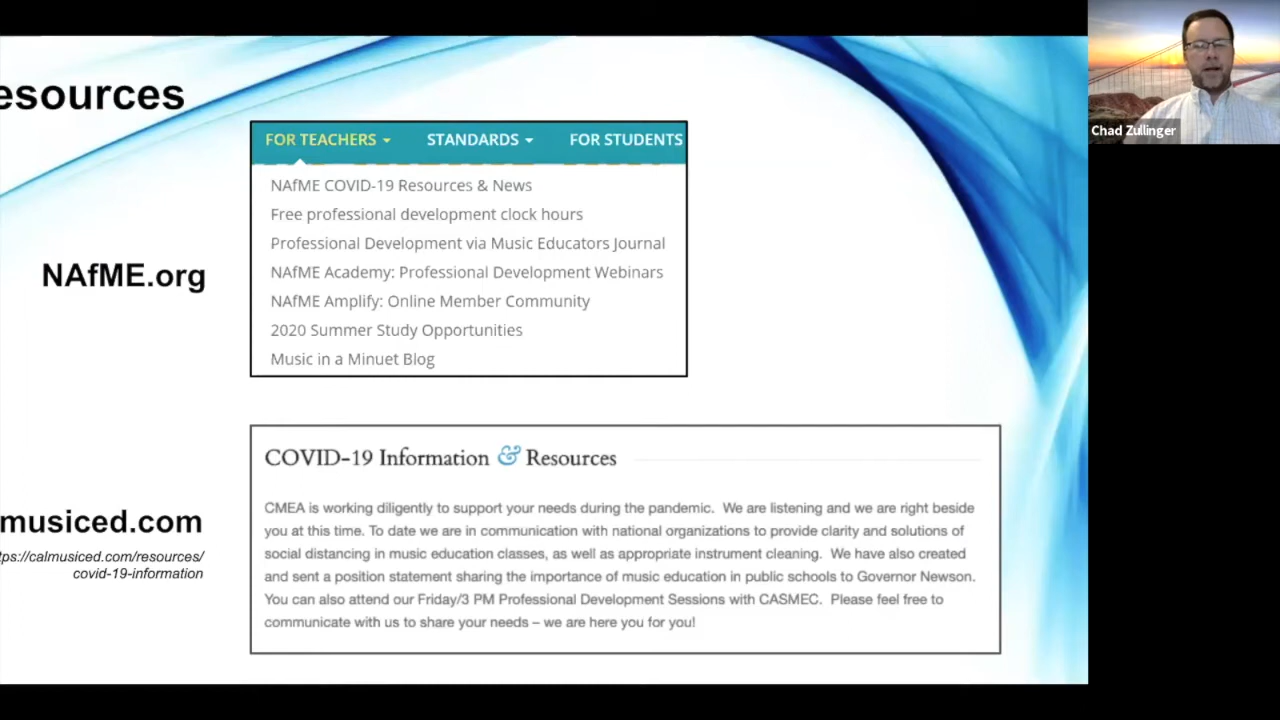 esources
Chad Zullinger
FOR TEACHERS STANDARDS FOR STUDENTS
NAfME COVID-19 Resources & News
Free professional development clock hours
Professional Development via Music Educators Journal
NAfME Academy: Professional Development Webinars
NAfME Amplify: Online Member Community
2020 Summer Study Opportunities
Music in a Minuet Blog
NAfME.org
COVID-19 Information & Resources
CMEA is working diligently to support your needs during the pandemic. We are listening and we are right beside
you at this time. To date we are in communication with national organizations to provide clarity and solutions of
social distancing in music education classes, as well as appropriate instrument cleaning. We have also created
and sent a position statement sharing the importance of music education in public schools to Governor Newson.
You can also attend our Friday/3 PM Professional Development Sessions with CASMEC. Please feel free to
communicate with us to share your needs – we are here you for you!
musiced.com
tps://calmusiced.com/resources/
covid-19-information